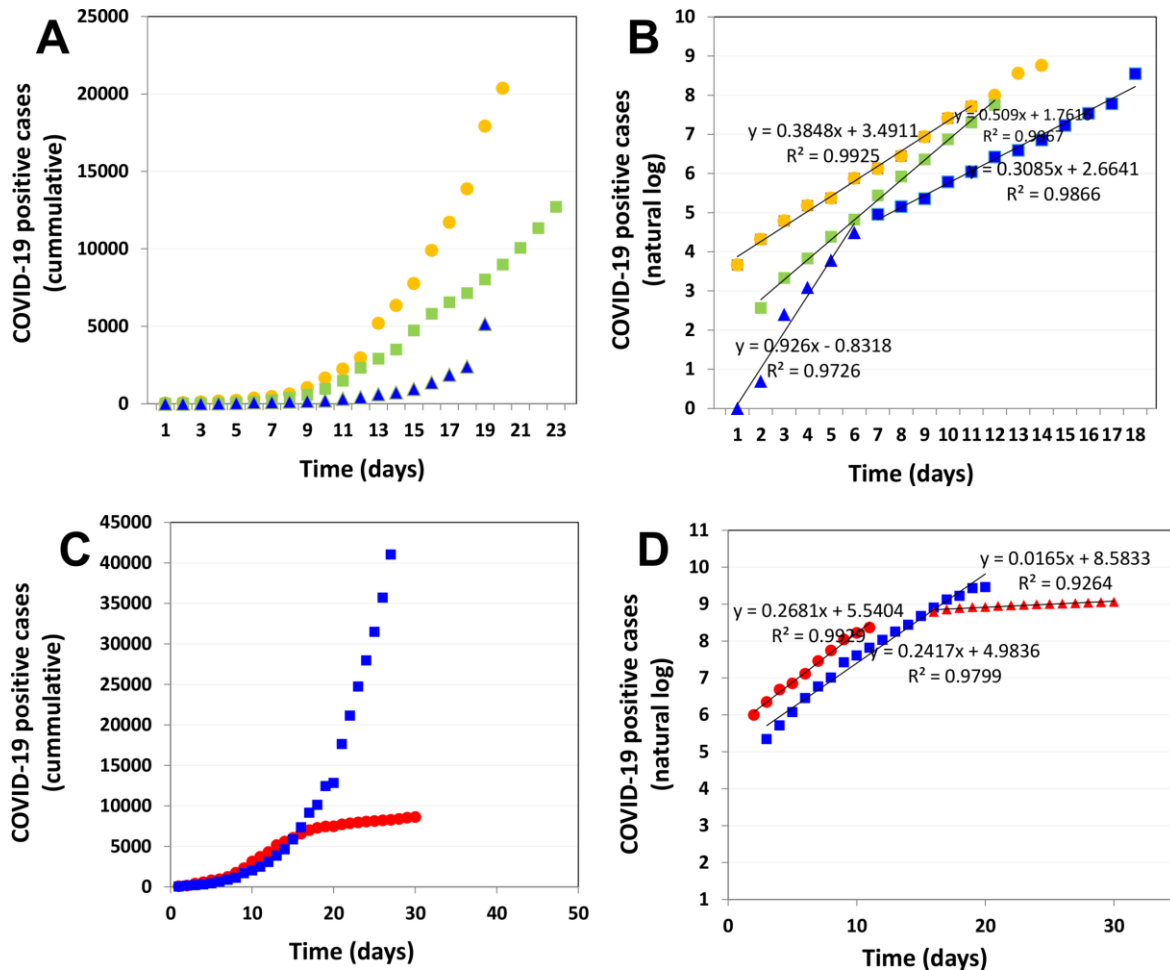 A
COVID-19 positive cases
(cummulative)
25000
20000
15000
10000
5000
0
1 3 5 7 9 11 13 15 17 19 21 23
Time (days)
B
COVID-19 positive cases
(natural log)
10
9
8
7
6
5
4
3
2
1
0
y = 0.3848x + 3.4911
R² = 0.9925
y = 0.509x + 1.7616
R² = 0.9967
y = 0.3085x + 2.6641
R² = 0.9866
y = 0.926x - 0.8318
R² = 0.9726
1 2 3 4 5 6 7 8 9 10 11 12 13 14 15 16 17 18
Time (days)
C
COVID-19 positive cases
(cummulative)
45000
40000
35000
30000
25000
20000
15000
10000
5000
0
0 10 20 30 40 50
Time (days)
D
COVID-19 positive cases
(natural log)
11
10
9
8
7
6
5
4
3
2
1
y = 0.0165x + 8.5833
R² = 0.9264
y = 0.2681x + 5.5404
R² = 0.9929
y = 0.2417x + 4.9836
R² = 0.9799
0 10 20 30
Time (days)